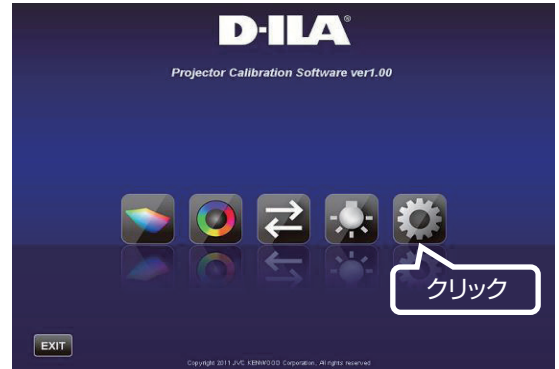 D-ILA®
Projector Calibration Software ver1.00
クリック
EXIT
Copyright 2011 JVC KENWOOD Corporation, All rights reserved